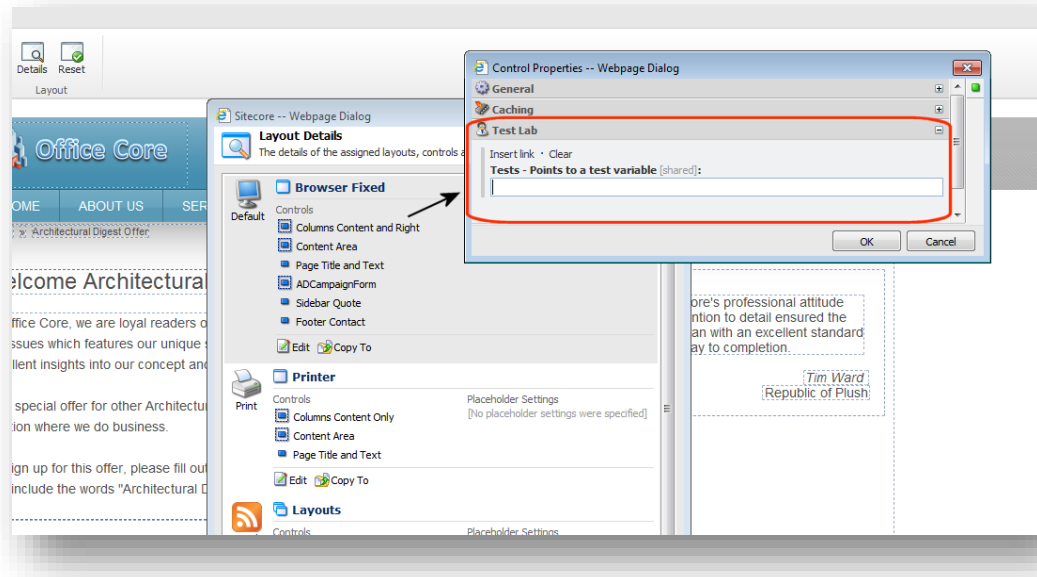 Details Reset
Layout
Office Core
OME ABOUT US SER
Architectural Digest Offer
elcome Architectural
ffice Core, we are loyal readers o
ssues which features our unique s
llent insights into our concept and
special offer for other Architectu
tion where we do business.
ign up for this offer, please fill out
include the words "Architectural D
Sitecore -- Webpage Dialog
Layout Details
The details of the assigned layouts, controls a
Default
Browser Fixed
Controls
Columns Content and Right
Content Area
Page Title and Text
ADCampaignForm
Sidebar Quote
Footer Contact
Edit Copy To
Print
Printer
Controls Placeholder Settings
Columns Content Only [No placeholder settings were specified]
Content Area
Page Title and Text
Edit Copy To
Layouts
Controls Placeholder Settings
Control Properties -- Webpage Dialog
General
Caching
Test Lab
Insert link · Clear
Tests - Points to a test variable [shared]:
OK Cancel
ore's professional attitude
ntion to detail ensured the
an with an excellent standard
ay to completion.
Tim Ward
Republic of Plush